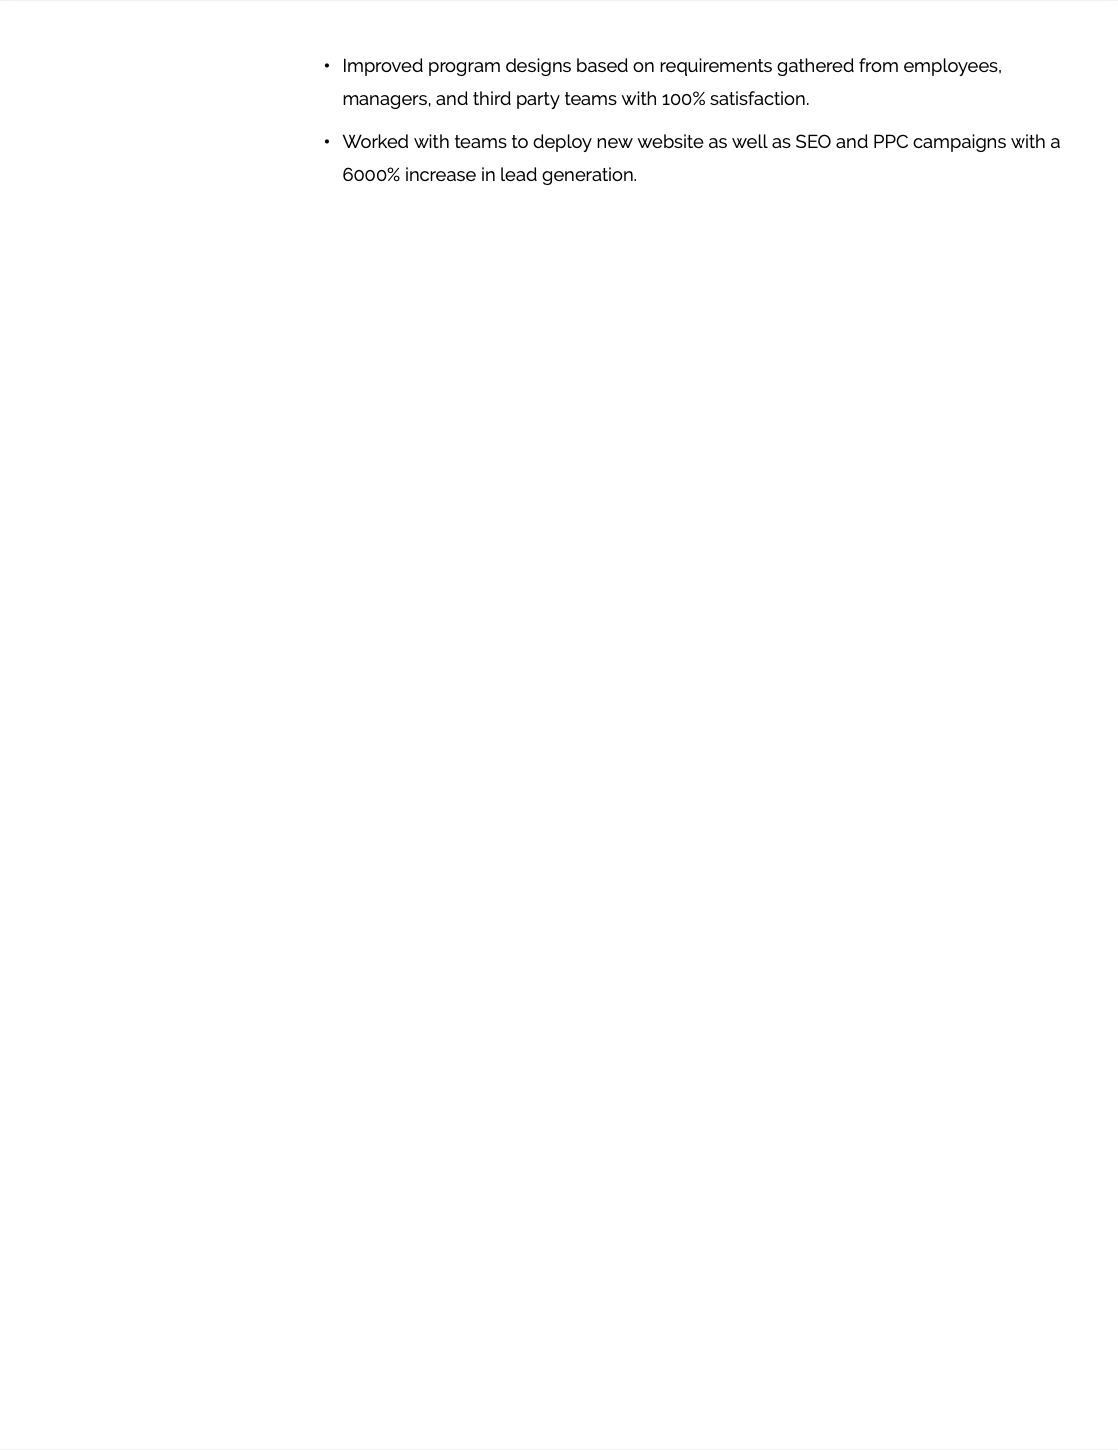 • Improved program designs based on requirements gathered from employees,
managers, and third party teams with 100% satisfaction.
• Worked with teams to deploy new website as well as SEO and PPC campaigns with a
6000% increase in lead generation.